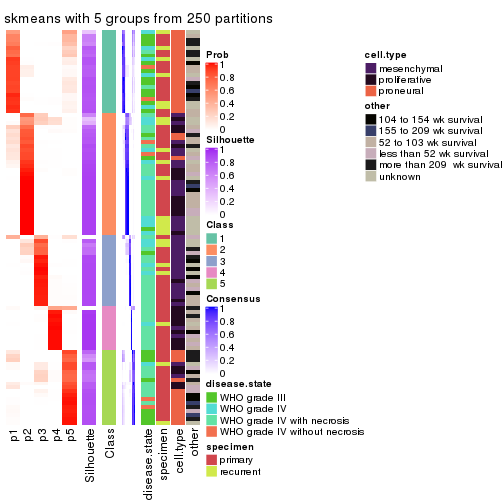 skmeans with 5 groups from 250 partitions
Prob
1
0.8
0.6
0.4
0.2
0
Silhouette
1
0.8
0.6
0.4
0.2
0
Class
1
2
3
4
5
Consensus
1
0.8
0.6
0.4
0.2
0
disease.state
WHO grade III
WHO grade IV
WHO grade IV with necrosis
WHO grade IV without necrosis
specimen
primary
recurrent
cell.type
mesenchymal
proliferative
proneural
other
104 to 154 wk survival
155 to 209 wk survival
52 to 103 wk survival
less than 52 wk survival
more than 209 wk survival
unknown
p1
p2
p3
p4
p5
Silhouette
Class
disease.state
specimen
cell.type
other